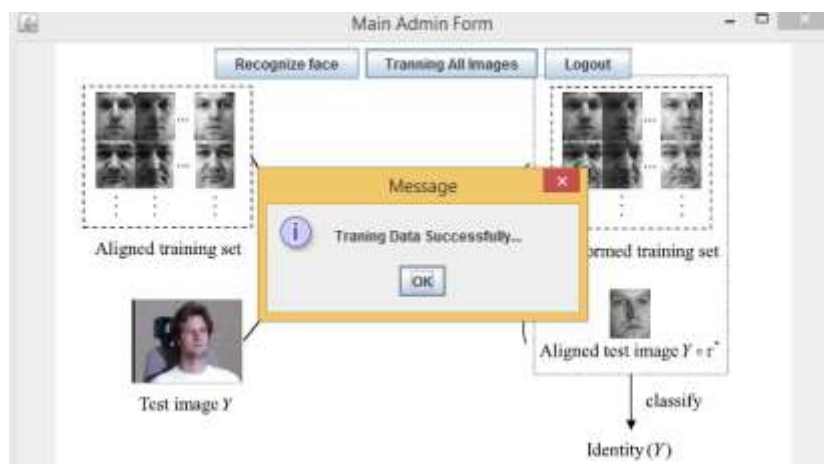 Main Admin Form
Recognize face
Tranning All Images
Logout
...
...
...
...
Message
Traning Data Successfully...
OK
Aligned training set
ormed training set
Test image Y
Aligned test image Y ∘ τ*
classify
Identity (Y)